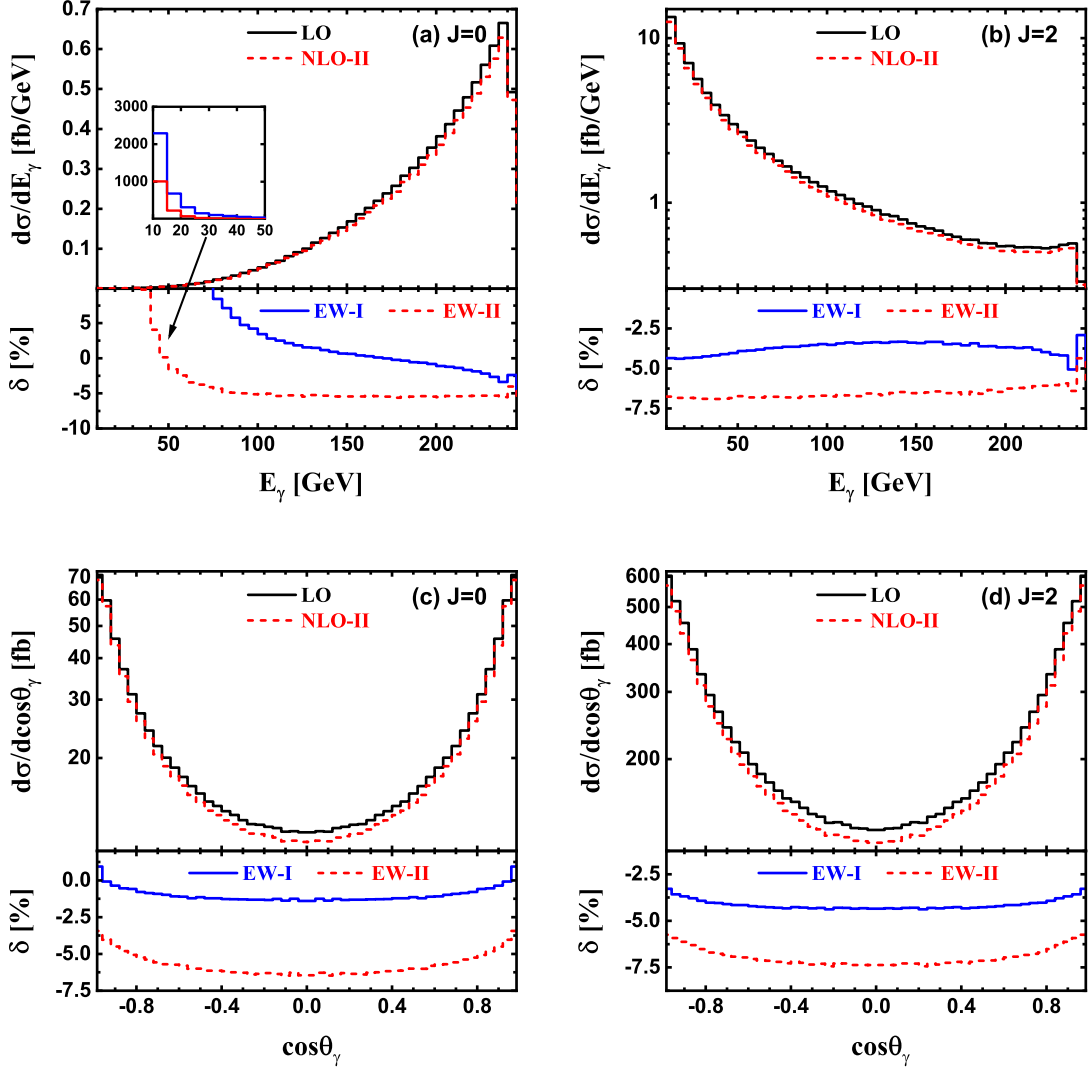 0.7
0.6
0.5
0.4
0.3
0.2
0.1
dσ/dEγ [fb/GeV]
LO
NLO-II
(a) J=0
3000
2000
1000
10 20 30 40 50
5
0
-5
-10
δ [%]
EW-I EW-II
50 100 150 200
Eγ [GeV]
10
1
dσ/dEγ [fb/GeV]
LO
NLO-II
(b) J=2
-2.5
-5.0
-7.5
δ [%]
EW-I EW-II
50 100 150 200
Eγ [GeV]
70
60
50
40
30
20
dσ/dcosθγ [fb]
LO
NLO-II
(c) J=0
0.0
-2.5
-5.0
-7.5
δ [%]
EW-I EW-II
-0.8 -0.4 0.0 0.4 0.8
cosθγ
600
500
400
300
200
dσ/dcosθγ [fb]
LO
NLO-II
(d) J=2
-2.5
-5.0
-7.5
δ [%]
EW-I EW-II
-0.8 -0.4 0.0 0.4 0.8
cosθγ